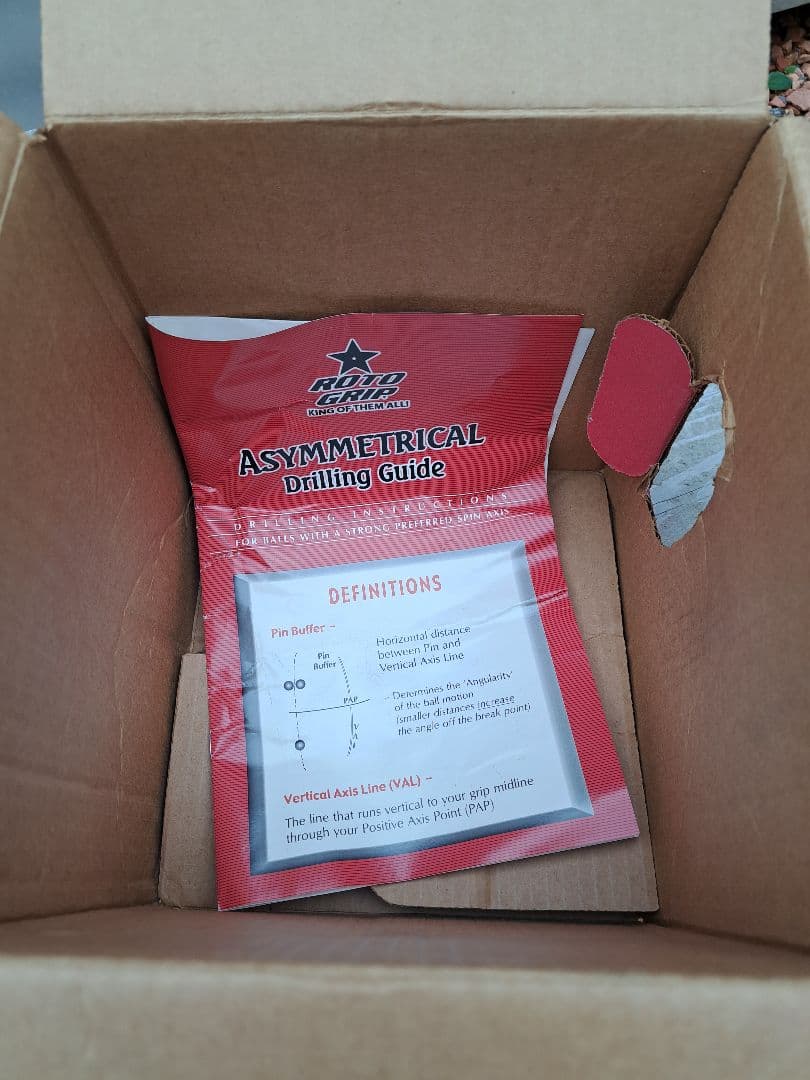 ROTO
GRIP
KING OF THEM ALL!
ASYMMETRICAL
Drilling Guide
DRILLING INSTRUCTIONS
FOR BALLS WITH A STRONG PREFERRED SPIN AXIS
DEFINITIONS
Pin Buffer –
Pin
Buffer
PAP
Horizontal distance
between Pin and
Vertical Axis Line
– Determines the 'Angularity'
of the ball motion
(smaller distances increase
the angle off the break point)
Vertical Axis Line (VAL) –
The line that runs vertical to your grip midline
through your Positive Axis Point (PAP)